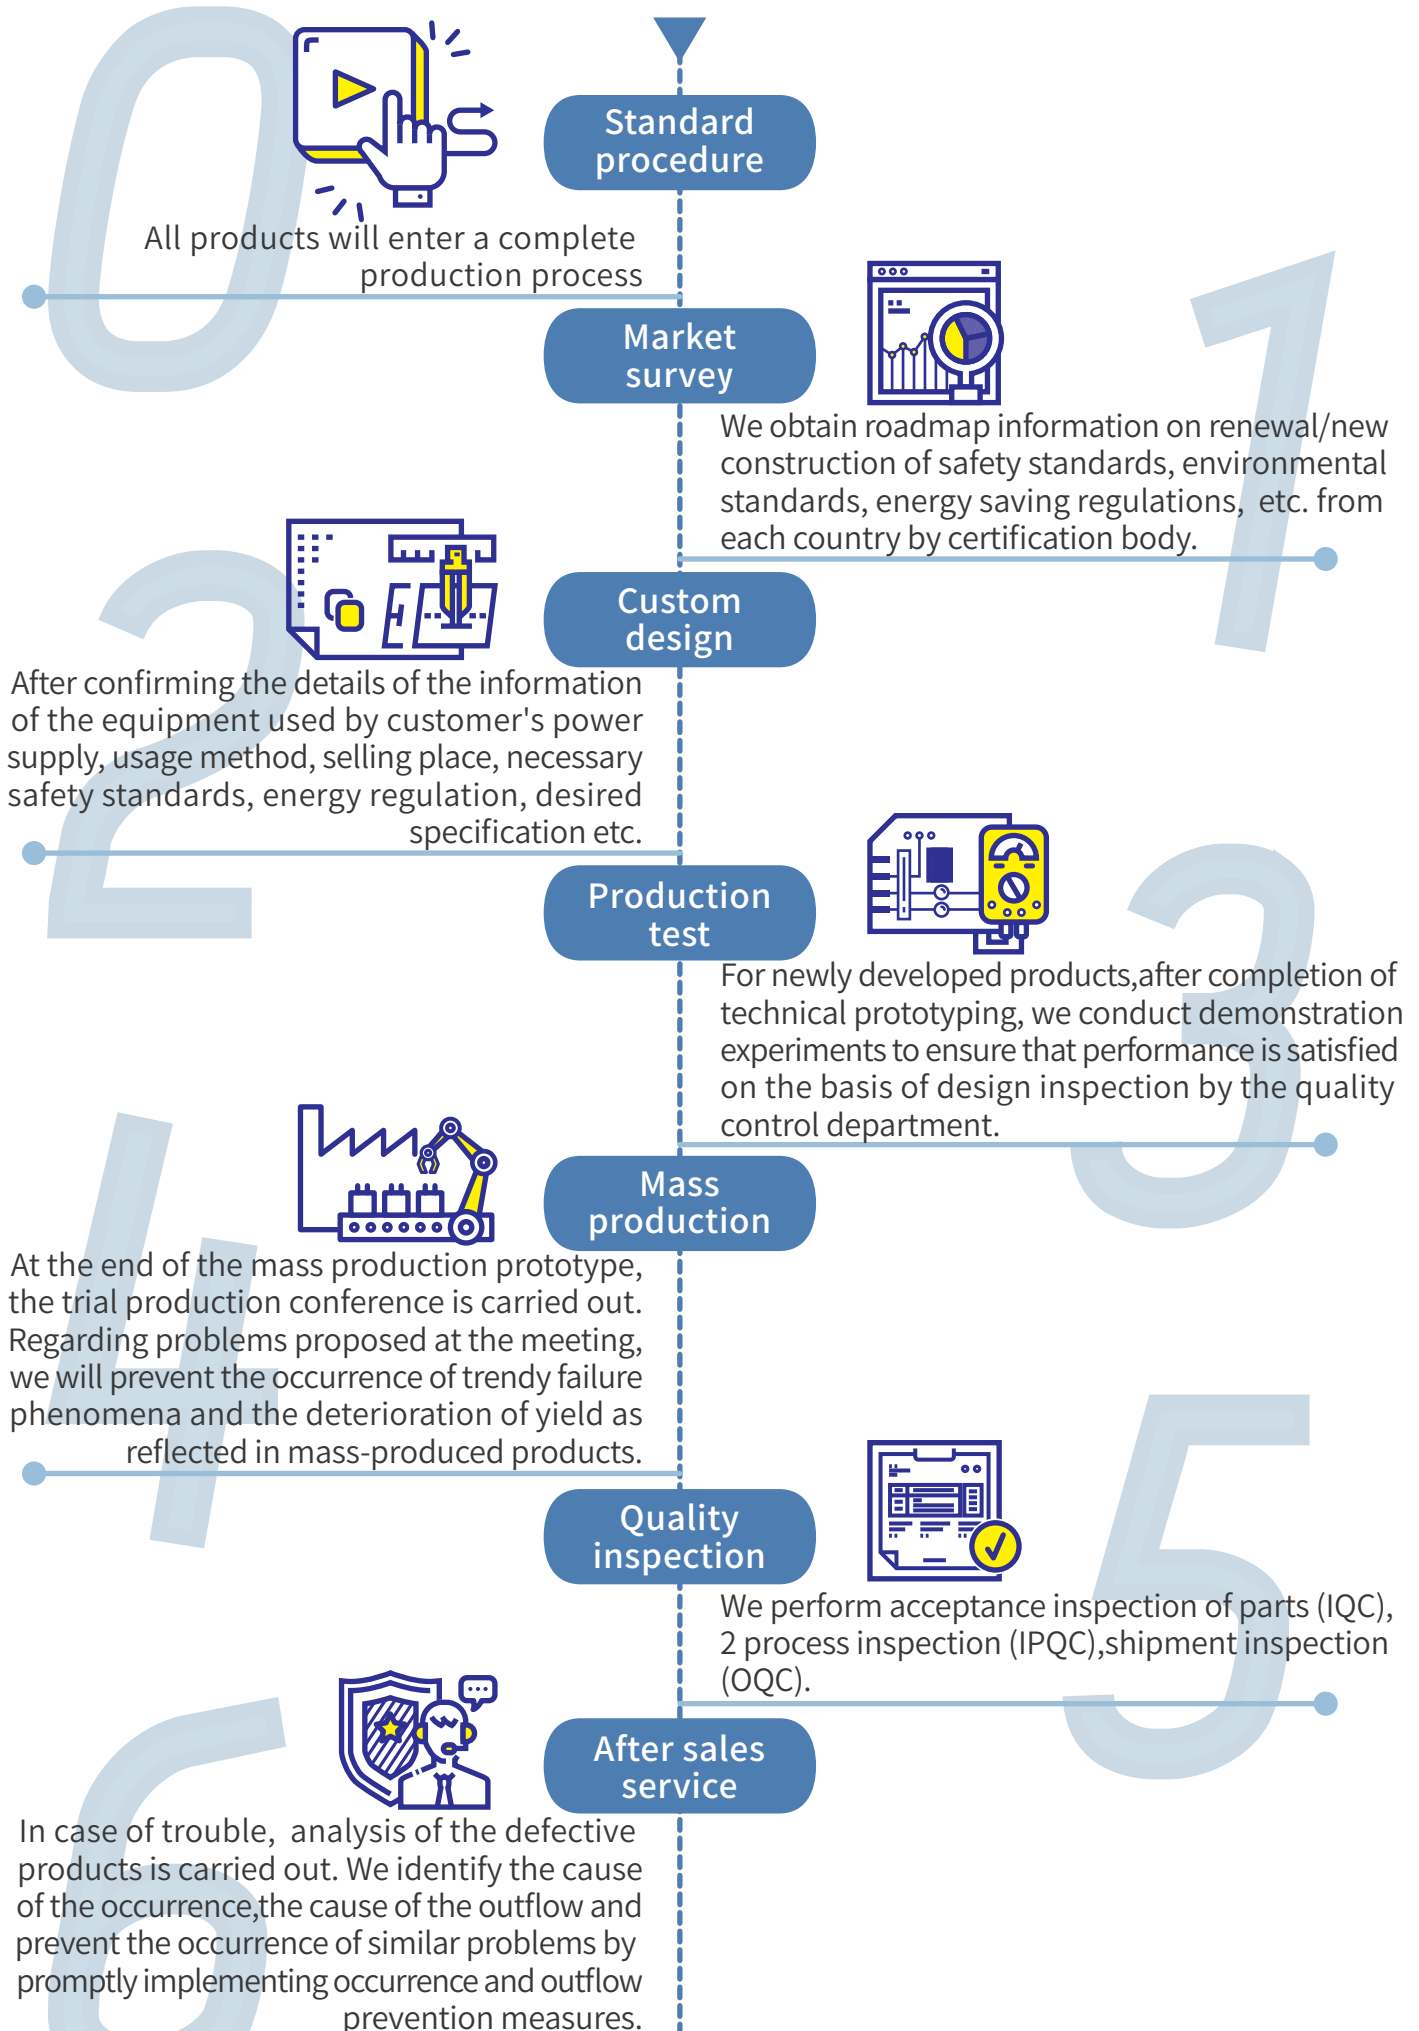 0
Standard
procedure
All products will enter a complete
production process
1
Market
survey
We obtain roadmap information on renewal/new
construction of safety standards, environmental
standards, energy saving regulations, etc. from
each country by certification body.
2
Custom
design
After confirming the details of the information
of the equipment used by customer's power
supply, usage method, selling place, necessary
safety standards, energy regulation, desired
specification etc.
3
Production
test
For newly developed products,after completion of
technical prototyping, we conduct demonstration
experiments to ensure that performance is satisfied
on the basis of design inspection by the quality
control department.
4
Mass
production
At the end of the mass production prototype,
the trial production conference is carried out.
Regarding problems proposed at the meeting,
we will prevent the occurrence of trendy failure
phenomena and the deterioration of yield as
reflected in mass-produced products.
5
Quality
inspection
We perform acceptance inspection of parts (IQC),
2 process inspection (IPQC),shipment inspection
(OQC).
6
After sales
service
In case of trouble, analysis of the defective
products is carried out. We identify the cause
of the occurrence,the cause of the outflow and
prevent the occurrence of similar problems by
promptly implementing occurrence and outflow
prevention measures.